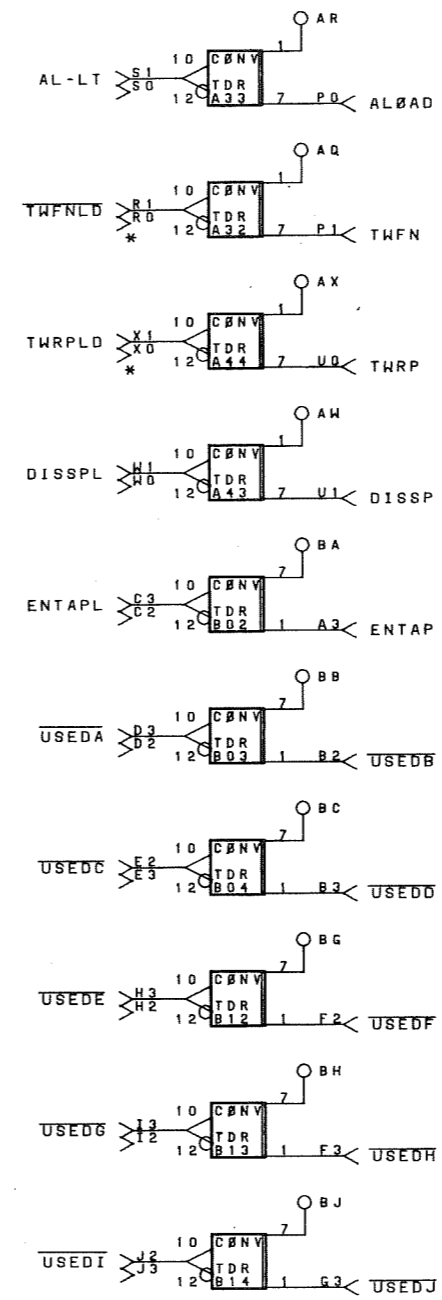 AR
10 CØNV 1
AL-LT S1
S0
TDR
12 A33 7 P0 ALØAD
AQ
10 CØNV 1
TWFNLD R1
R0
*
TDR
12 A32 7 P1 TWFN
AX
10 CØNV 1
TWRPLD X1
X0
*
TDR
12 A44 7 U0 TWRP
AW
10 CØNV 1
DISSPL W1
W0
TDR
12 A43 7 U1 DISSP
BA
10 CØNV 7
ENTAPL C3
C2
TDR
12 B02 1 A3 ENTAP
BB
10 CØNV 7
USEDA D3
D2
TDR
12 B03 1 B2 USEDB
BC
10 CØNV 7
USEDC E2
E3
TDR
12 B04 1 B3 USEDD
BG
10 CØNV 7
USEDE H3
H2
TDR
12 B12 1 F2 USEDF
BH
10 CØNV 7
USEDG I3
I2
TDR
12 B13 1 F3 USEDH
BJ
10 CØNV 7
USEDI J2
J3
TDR
12 B14 1 G3 USEDJ